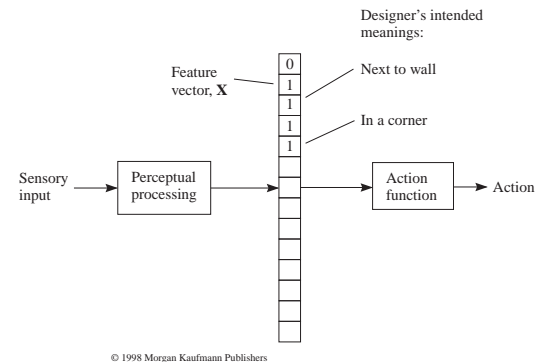 Designer's intended
meanings:
Feature
vector, X
0
1
1
1
1
Next to wall
In a corner
Sensory
input
Perceptual
processing
Action
function
Action
© 1998 Morgan Kaufmann Publishers